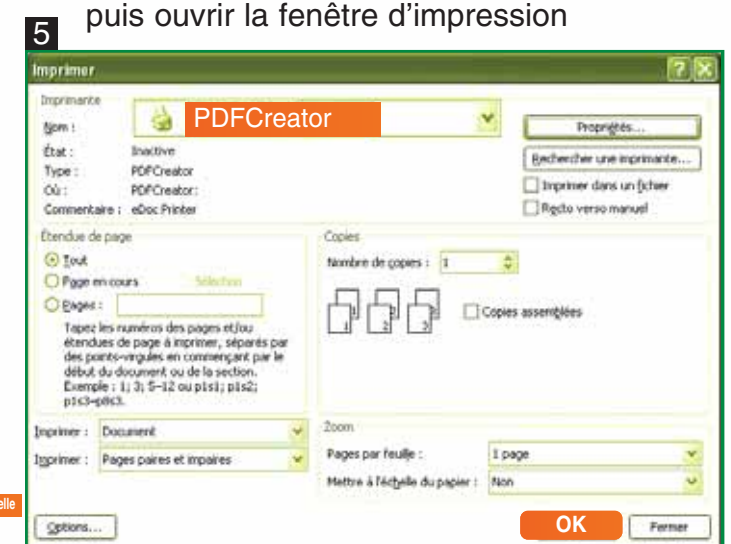 puis ouvrir la fenêtre d'impression
5
Imprimer
Imprimante
Nom : PDFCreator
Propriétés...
État : Inactive
Rechercher une imprimante...
Type : PDFCreator
Où : PDFCreator:
Imprimer dans un fichier
Commentaire : eDoc Printer
Recto verso manuel
Étendue de page
Tout
Page en cours Sélection
Pages :
Tapez les numéros des pages et/ou
étendues de page à imprimer, séparés par
des points-virgules en commençant par le
début du document ou de la section.
Exemple : 1; 3; 5–12 ou p1s1; p1s2;
p1s3–p8s3.
Copies
Nombre de copies : 1
1 2 3
Copies assemblées
Imprimer : Document
Imprimer : Pages paires et impaires
Zoom
Pages par feuille : 1 page
Mettre à l'échelle du papier : Non
elle
Options...
OK
Fermer